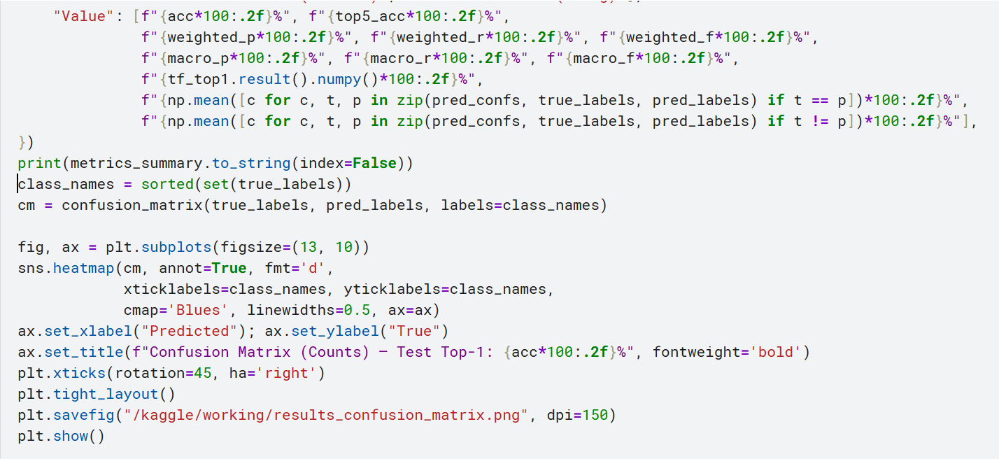 "Value": [f"{acc*100:.2f}%", f"{top5_acc*100:.2f}%",
f"{weighted_p*100:.2f}%", f"{weighted_r*100:.2f}%", f"{weighted_f*100:.2f}%",
f"{macro_p*100:.2f}%", f"{macro_r*100:.2f}%", f"{macro_f*100:.2f}%",
f"{tf_top1.result().numpy()*100:.2f}%",
f"{np.mean([c for c, t, p in zip(pred_confs, true_labels, pred_labels) if t == p])*100:.2f}%",
f"{np.mean([c for c, t, p in zip(pred_confs, true_labels, pred_labels) if t != p])*100:.2f}%"],
})
print(metrics_summary.to_string(index=False))
class_names = sorted(set(true_labels))
cm = confusion_matrix(true_labels, pred_labels, labels=class_names)
fig, ax = plt.subplots(figsize=(13, 10))
sns.heatmap(cm, annot=True, fmt='d',
xticklabels=class_names, yticklabels=class_names,
cmap='Blues', linewidths=0.5, ax=ax)
ax.set_xlabel("Predicted"); ax.set_ylabel("True")
ax.set_title(f"Confusion Matrix (Counts) — Test Top-1: {acc*100:.2f}%", fontweight='bold')
plt.xticks(rotation=45, ha='right')
plt.tight_layout()
plt.savefig("/kaggle/working/results_confusion_matrix.png", dpi=150)
plt.show()